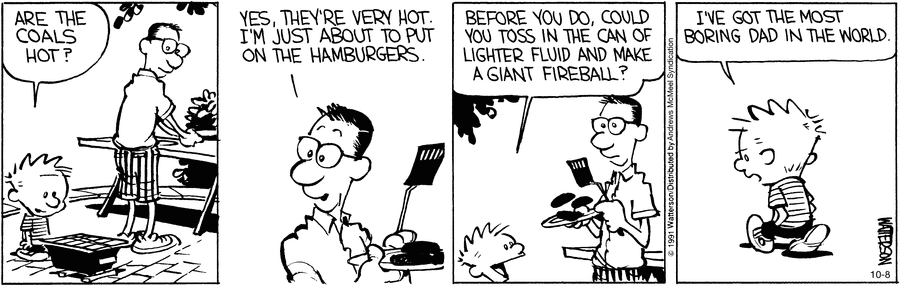 ARE THE
COALS
HOT?
YES, THEY'RE VERY HOT.
I'M JUST ABOUT TO PUT
ON THE HAMBURGERS.
BEFORE YOU DO, COULD
YOU TOSS IN THE CAN OF
LIGHTER FLUID AND MAKE
A GIANT FIREBALL?
© 1991 Watterson/Distributed by Andrews McMeel Syndication
I'VE GOT THE MOST
BORING DAD IN THE WORLD.
WATTERSON
10-8